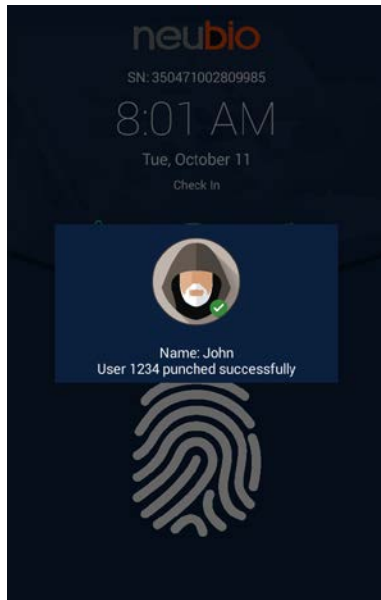 neubio
SN: 350471002809985
8:01 AM
Tue, October 11
Check In
Name: John
User 1234 punched successfully